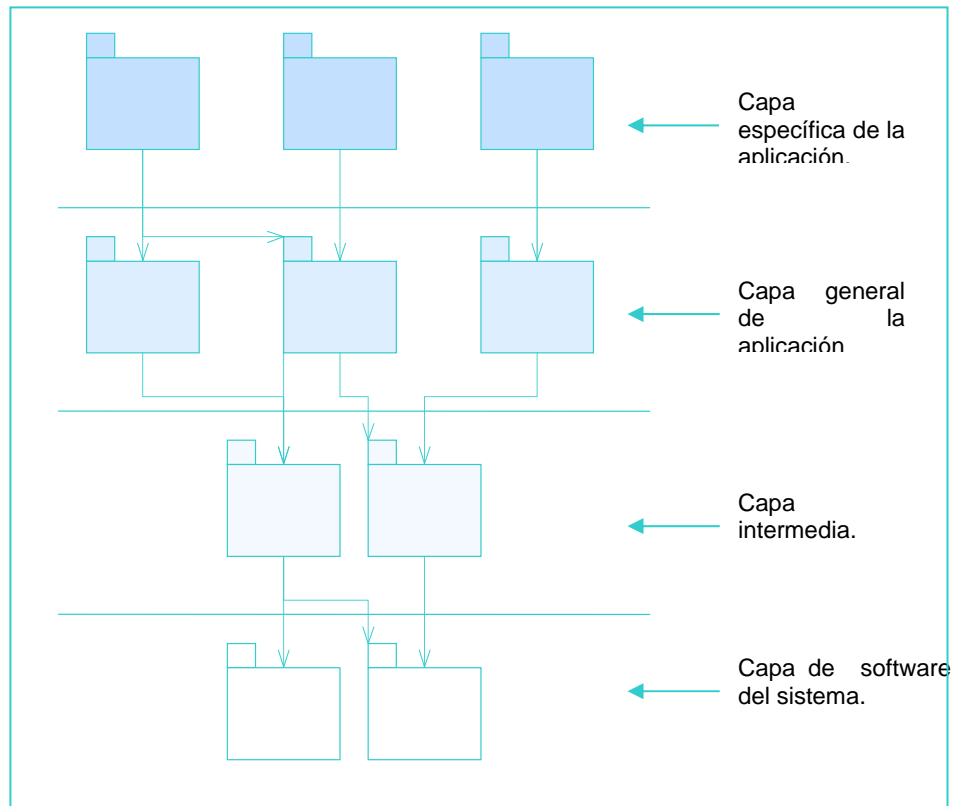 Capa
específica de la
aplicación.
Capa general
de la
aplicación
Capa
intermedia.
Capa de software
del sistema.